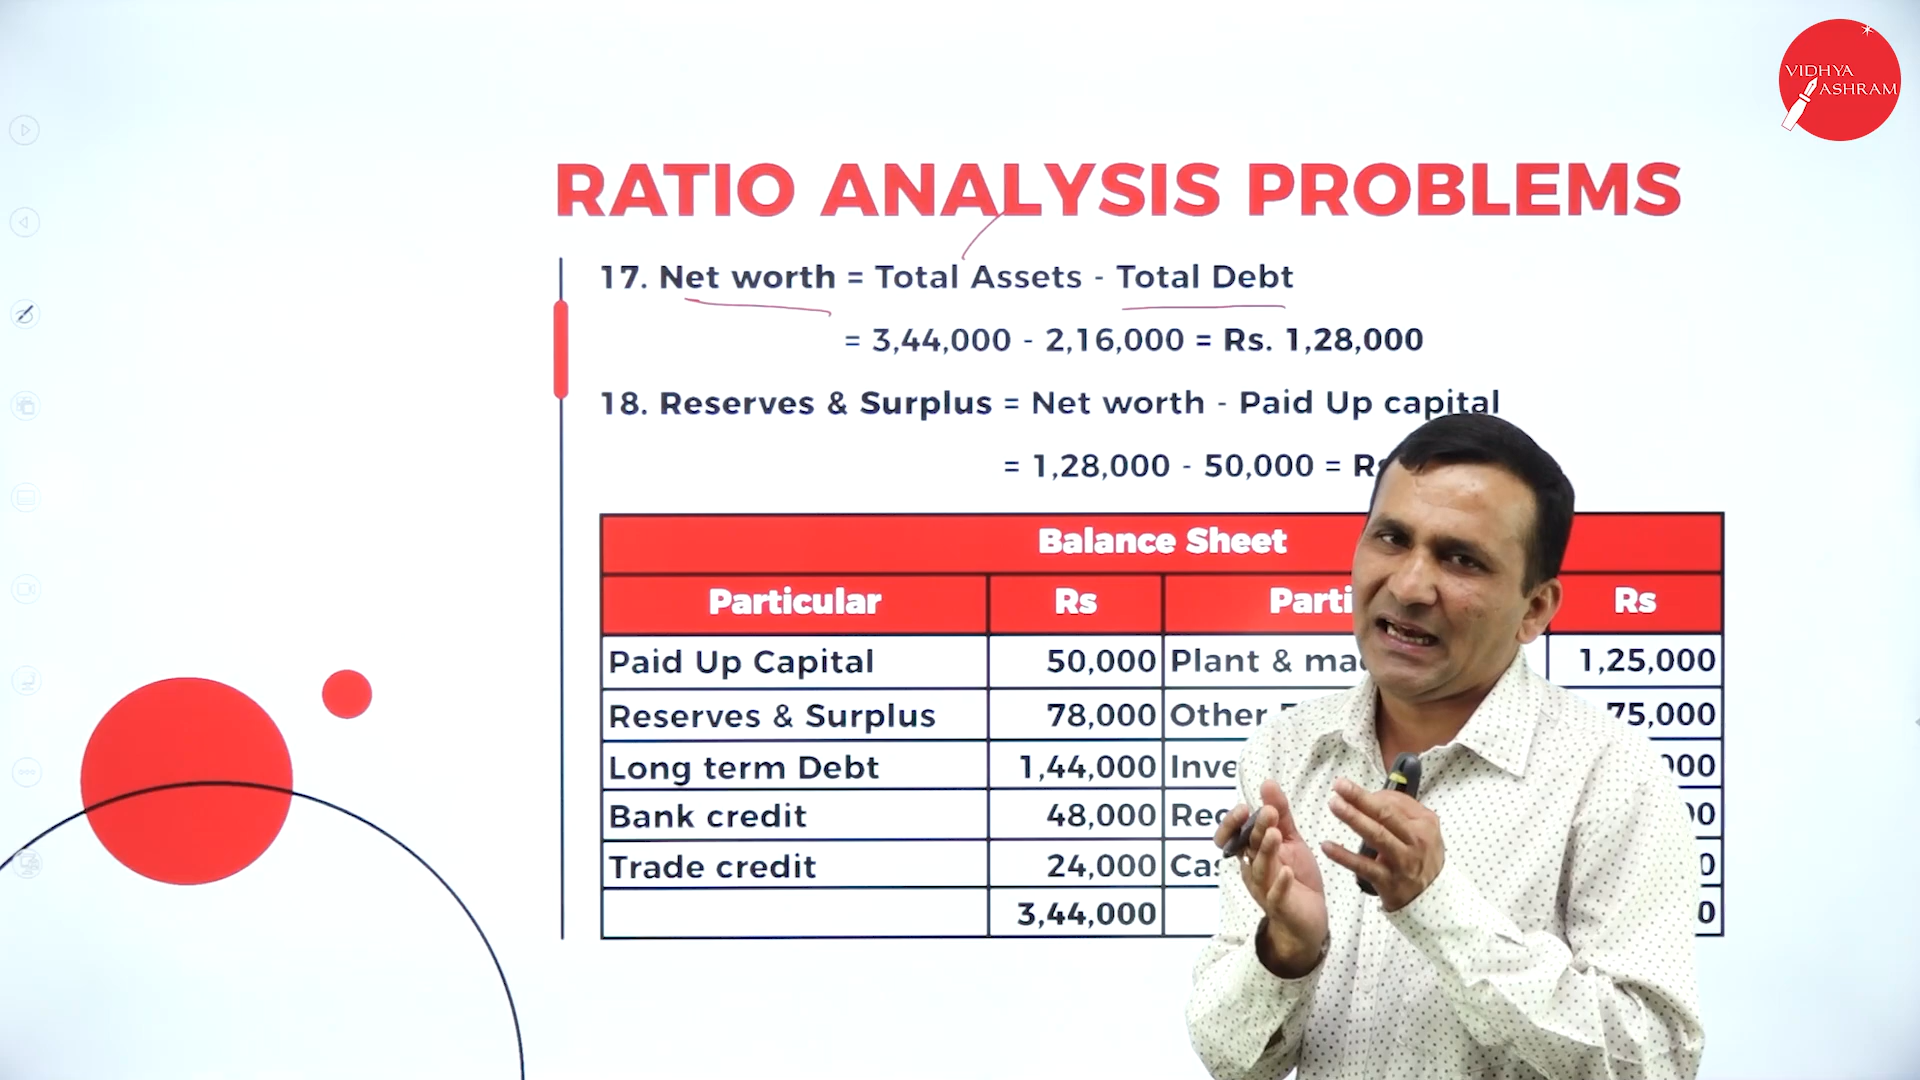 VIDHYA
ASHRAM
RATIO ANALYSIS PROBLEMS
17. Net worth = Total Assets - Total Debt
= 3,44,000 - 2,16,000 = Rs. 1,28,000
18. Reserves & Surplus = Net worth - Paid Up capital
= 1,28,000 - 50,000 =
Balance Sheet
Particular Rs Rs
Paid Up Capital 50,000 Plant & 1,25,000
Reserves & Surplus 78,000 Other 75,000
Long term Debt 1,44,000
Bank credit 48,000
Trade credit 24,000
3,44,000